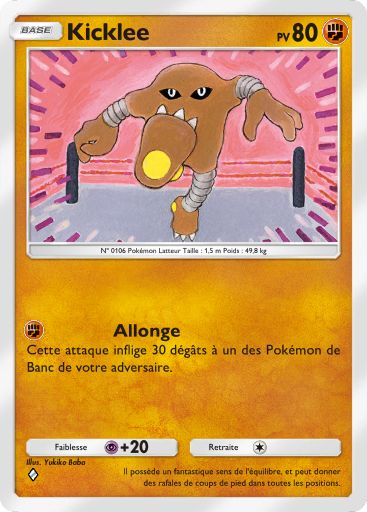 BASE Kicklee PV 80
N° 0106 Pokémon Latteur Taille : 1,5 m Poids : 49,8 kg
Allonge
Cette attaque inflige 30 dégâts à un des Pokémon de
Banc de votre adversaire.
Faiblesse +20 Retraite
Illus. Yukiko Baba
Il possède un fantastique sens de l'équilibre, et peut donner
des rafales de coups de pied dans toutes les positions.